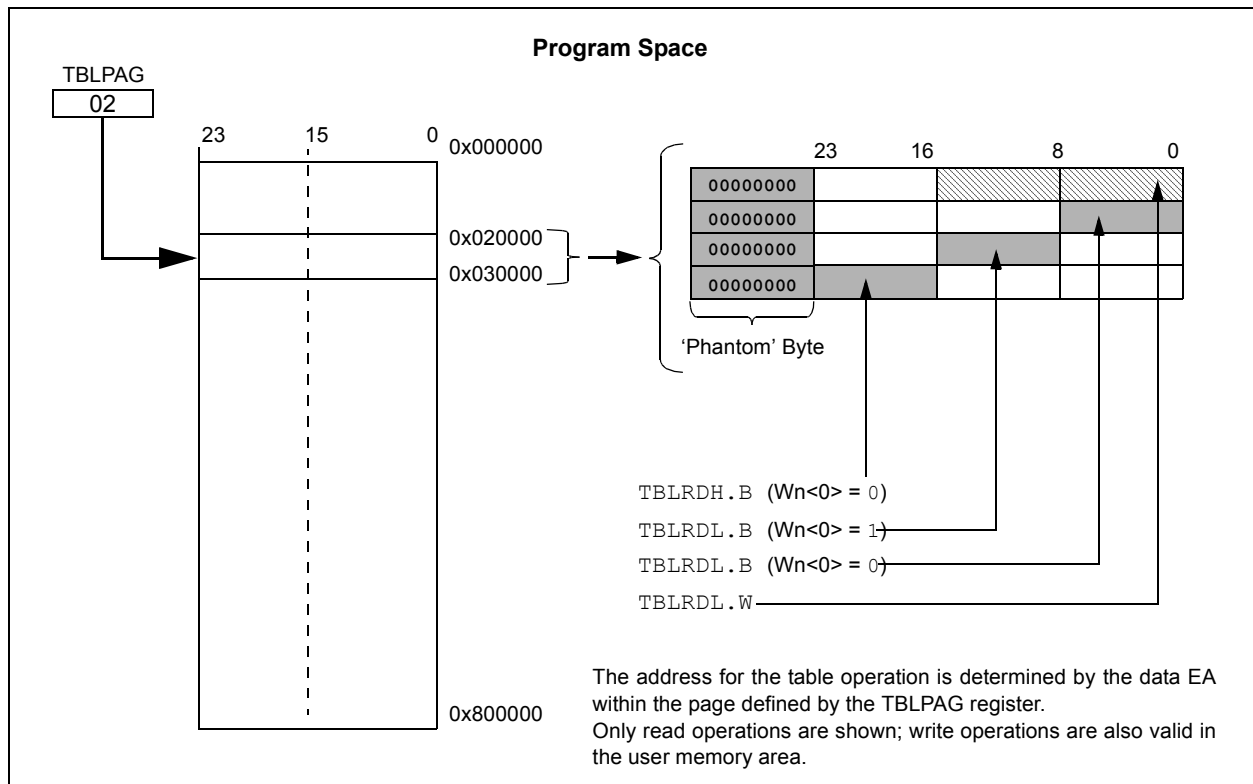 Program Space
TBLPAG
02
23 15 0
0x000000
0x020000
0x030000
0x800000
23 16 8 0
00000000
00000000
00000000
00000000
‘Phantom’ Byte
TBLRDH.B (Wn<0> = 0)
TBLRDL.B (Wn<0> = 1)
TBLRDL.B (Wn<0> = 0)
TBLRDL.W
The address for the table operation is determined by the data EA
within the page defined by the TBLPAG register.
Only read operations are shown; write operations are also valid in
the user memory area.